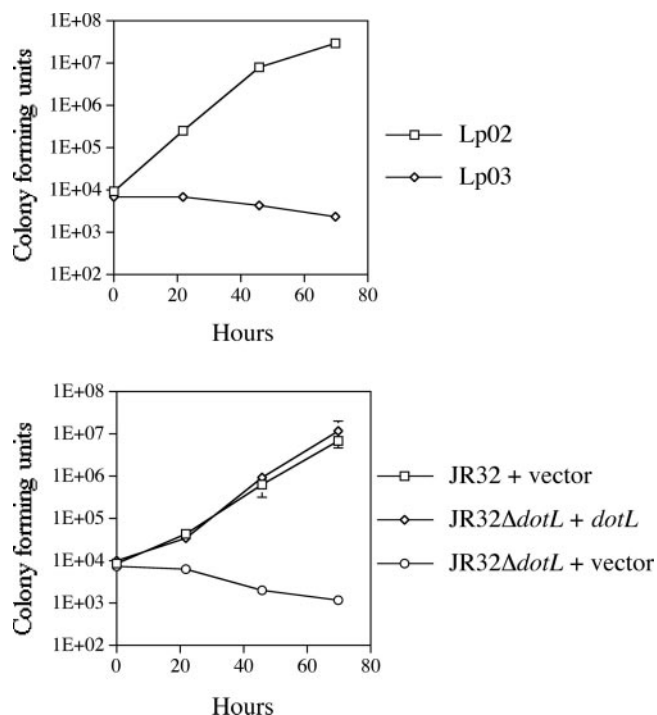 1E+08
1E+07
1E+06
1E+05
1E+04
1E+03
1E+02
Colony forming units
0 20 40 60 80
Hours
Lp02
Lp03
1E+08
1E+07
1E+06
1E+05
1E+04
1E+03
1E+02
Colony forming units
0 20 40 60 80
Hours
JR32 + vector
JR32ΔdotL + dotL
JR32ΔdotL + vector